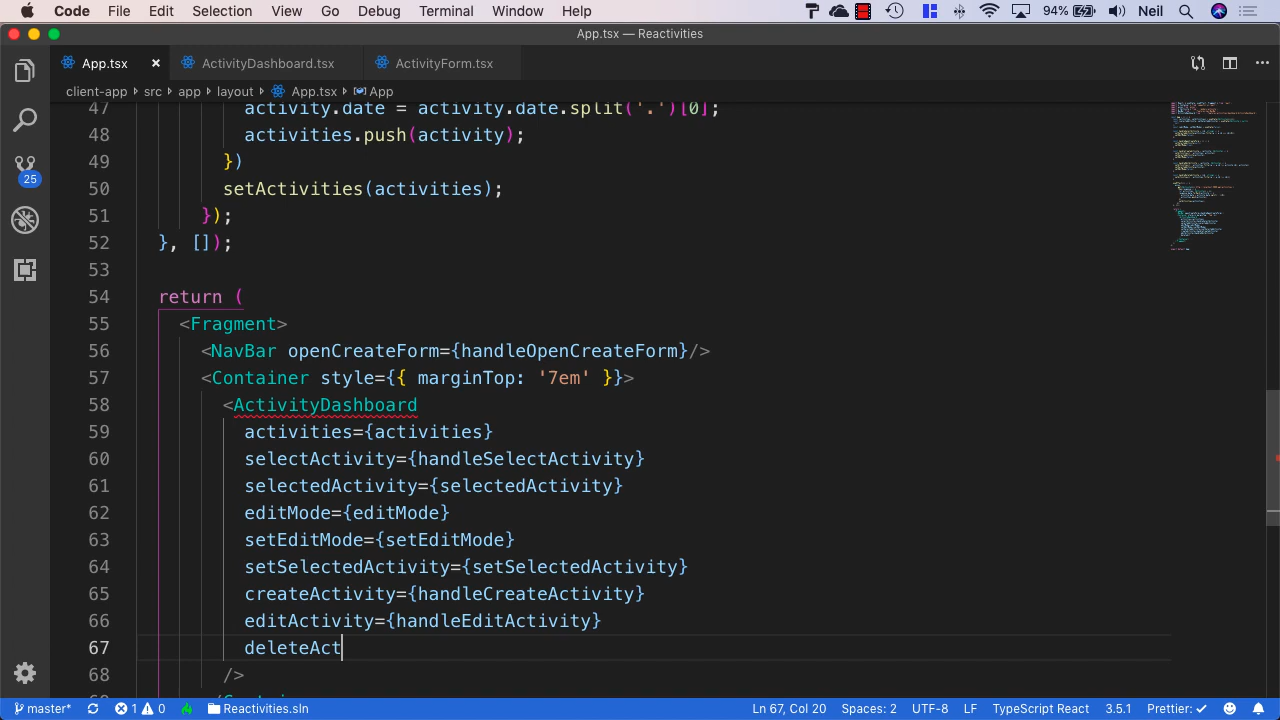 Code File Edit Selection View Go Debug Terminal Window Help 94% Neil
App.tsx — Reactivities
App.tsx ActivityDashboard.tsx ActivityForm.tsx
client-app › src › app › layout › App.tsx › App
47 activity.date = activity.date.split('.')[0];
48 activities.push(activity);
49 })
50 setActivities(activities);
51 });
52 }, []);
53
54 return (
55 <Fragment>
56 <NavBar openCreateForm={handleOpenCreateForm}/>
57 <Container style={{ marginTop: '7em' }}>
58 <ActivityDashboard
59 activities={activities}
60 selectActivity={handleSelectActivity}
61 selectedActivity={selectedActivity}
62 editMode={editMode}
63 setEditMode={setEditMode}
64 setSelectedActivity={setSelectedActivity}
65 createActivity={handleCreateActivity}
66 editActivity={handleEditActivity}
67 deleteAct
68 />
25
master* 1 0 Reactivities.sln Ln 67, Col 20 Spaces: 2 UTF-8 LF TypeScript React 3.5.1 Prettier: ✓